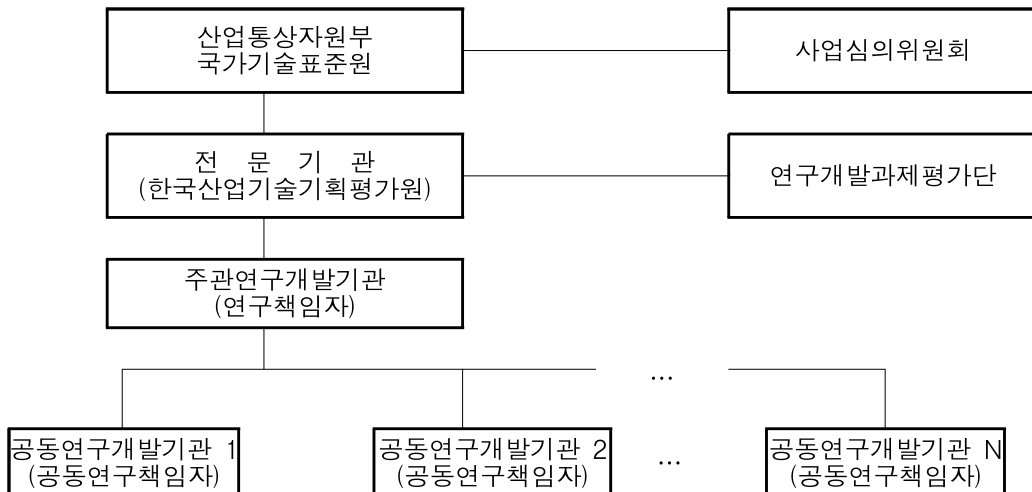 산업통상자원부
국가기술표준원
사업심의위원회
전 문 기 관
(한국산업기술기획평가원)
연구개발과제평가단
주관연구개발기관
(연구책임자)
...
공동연구개발기관 1
(공동연구책임자)
공동연구개발기관 2
(공동연구책임자)
...
공동연구개발기관 N
(공동연구책임자)